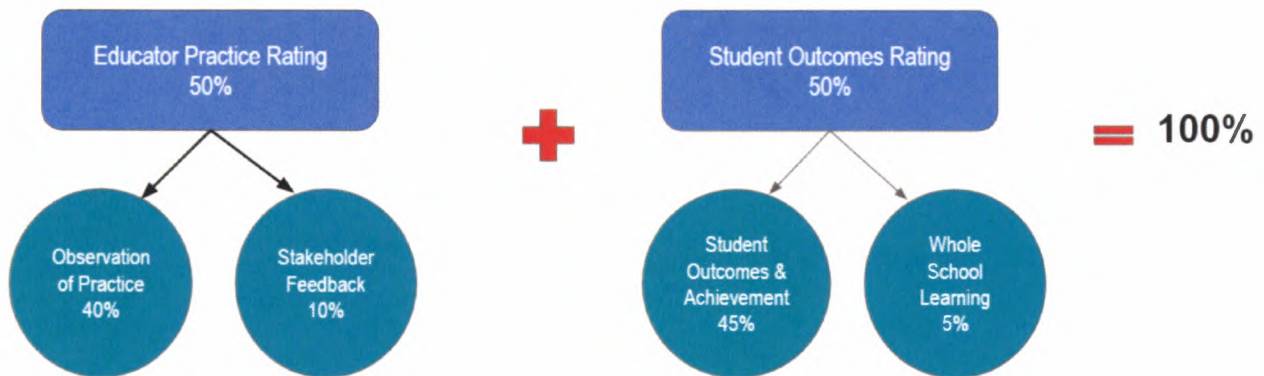 Educator Practice Rating
50%
Observation
of Practice
40%
Stakeholder
Feedback
10%
+
Student Outcomes Rating
50%
Student
Outcomes &
Achievement
45%
Whole
School
Learning
5%
= 100%